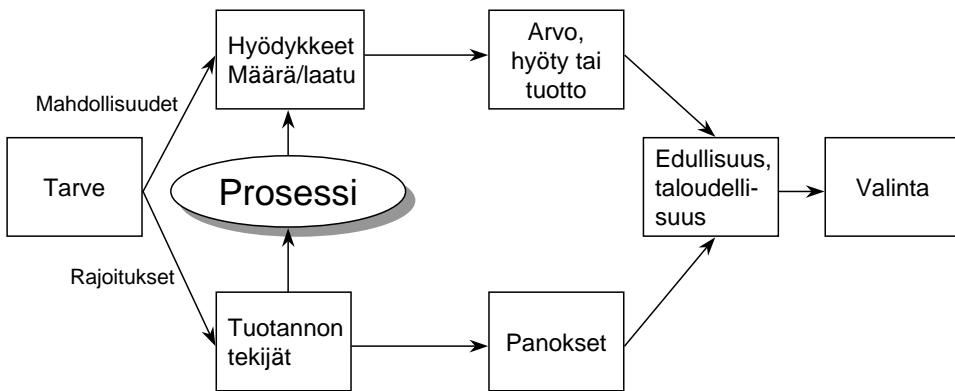 Hyödykkeet
Määrä/laatu
Arvo,
hyöty tai
tuotto
Mahdollisuudet
Tarve
Prosessi
Edullisuus,
taloudelli-
suus
Valinta
Rajoitukset
Tuotannon
tekijät
Panokset